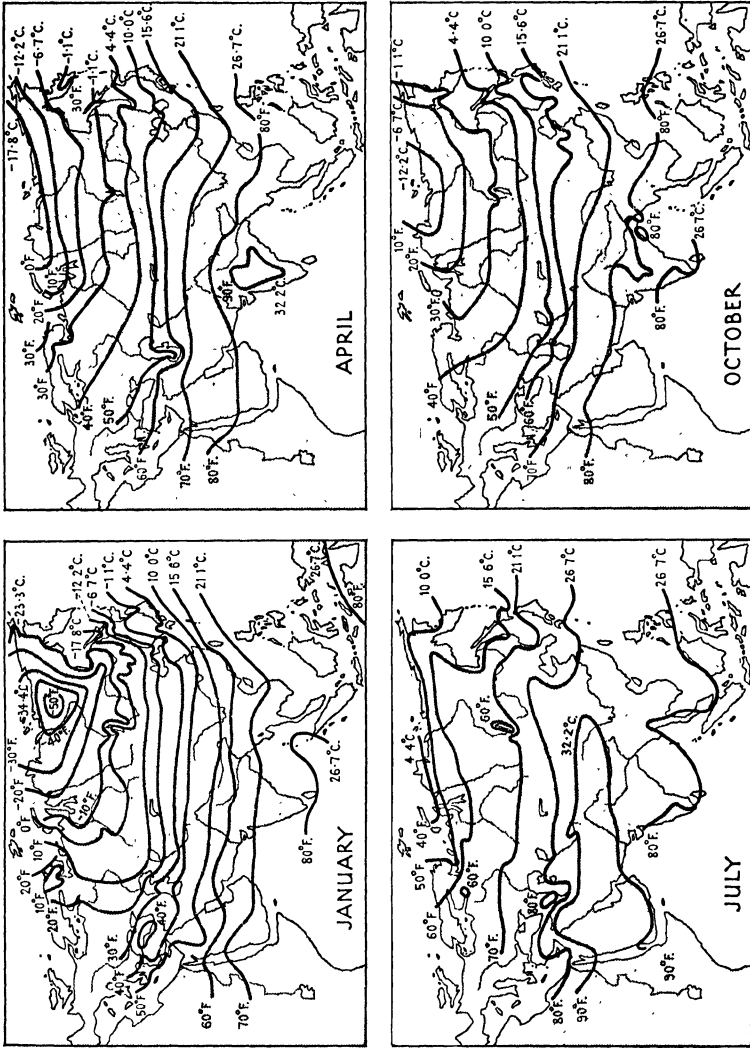 JANUARY
20°F
10°F
20°F.
10°F
0°F
-20°F
-30°F.
-34·4°C
-50°F.
-10°F.
-23·3°C.
-17·8°C.
-12·2°C.
-6·7°C
-1·1°C.
4·4°C
10·0°C
15·6°C
21·1°C
26·7°C.
80°F.
30°F.
40°F.
40°F
50°F
60°F
70°F.
80°F.
26·7°C.
APRIL
-17·8°C.
-12·2°C.
-6·7°C.
-1·1°C.
30°F.
-1·1°C.
4·4°C
10·0°C
15·6°C
21·1°C
26·7°C.
80°F.
0°F
10°F.
20°F
30°F
30°F
40°F.
50°F
60°F
70°F.
80°F.
90°F.
32·2°C.
JULY
10·0°C.
4·4°C
15·6°C
21·1°C
26·7°C
26·7°C.
32·2°C
40°F
50°F
60°F
60°F.
60°F.
70°F.
80°F.
80°F.
90°F.
90°F.
80°F.
OCTOBER
-12·2°C
-6·7°C
-1·1°C
4·4°C
10·0°C
15·6°C
21·1°C
26·7°C.
80°F.
10°F.
20°F
30°F.
40°F
50°F.
60°F.
70°F
80°F.
80°F.
80°F.
26·7°C.